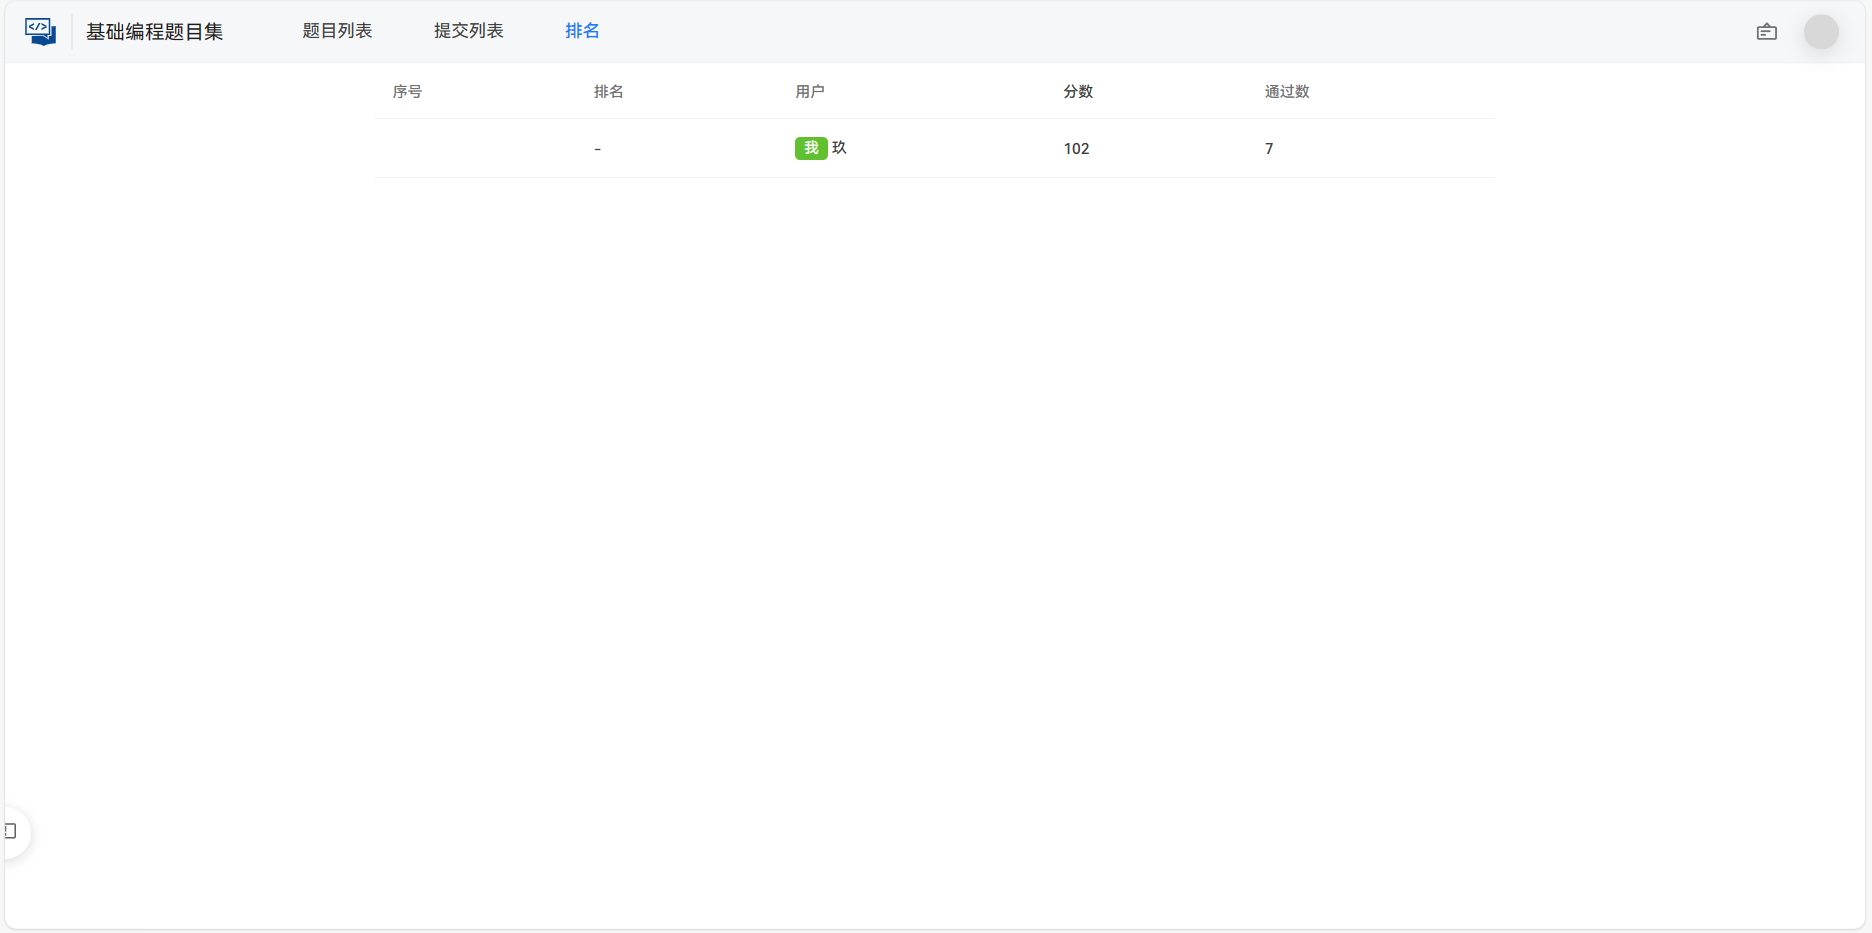 基础编程题目集 题目列表 提交列表 排名
序号 排名 用户 分数 通过数
- 我 玖 102 7